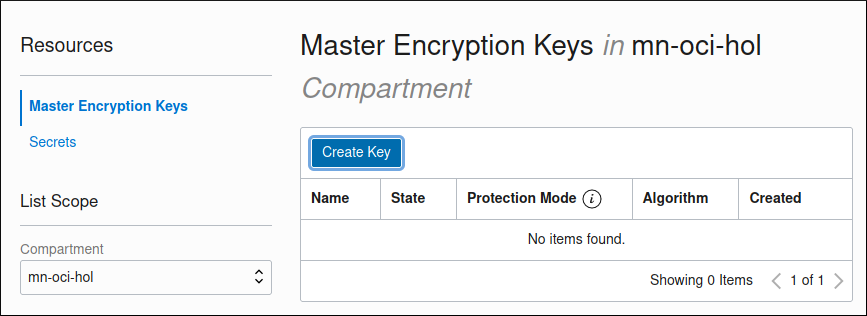 Resources
Master Encryption Keys
Secrets
List Scope
Compartment
mn-oci-hol
Master Encryption Keys in mn-oci-hol
Compartment
Create Key
Name State Protection Mode i Algorithm Created
No items found.
Showing 0 Items < 1 of 1 >